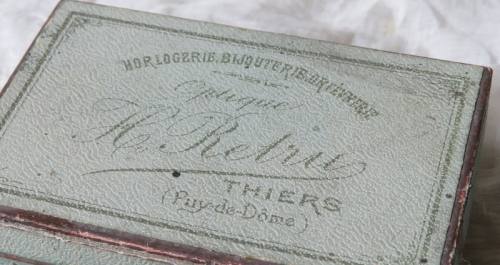 HORLOGERIE. BIJOUTERIE. ORFÈVRERIE
Optique
H. Retru
THIERS
(Puy-de-Dôme)